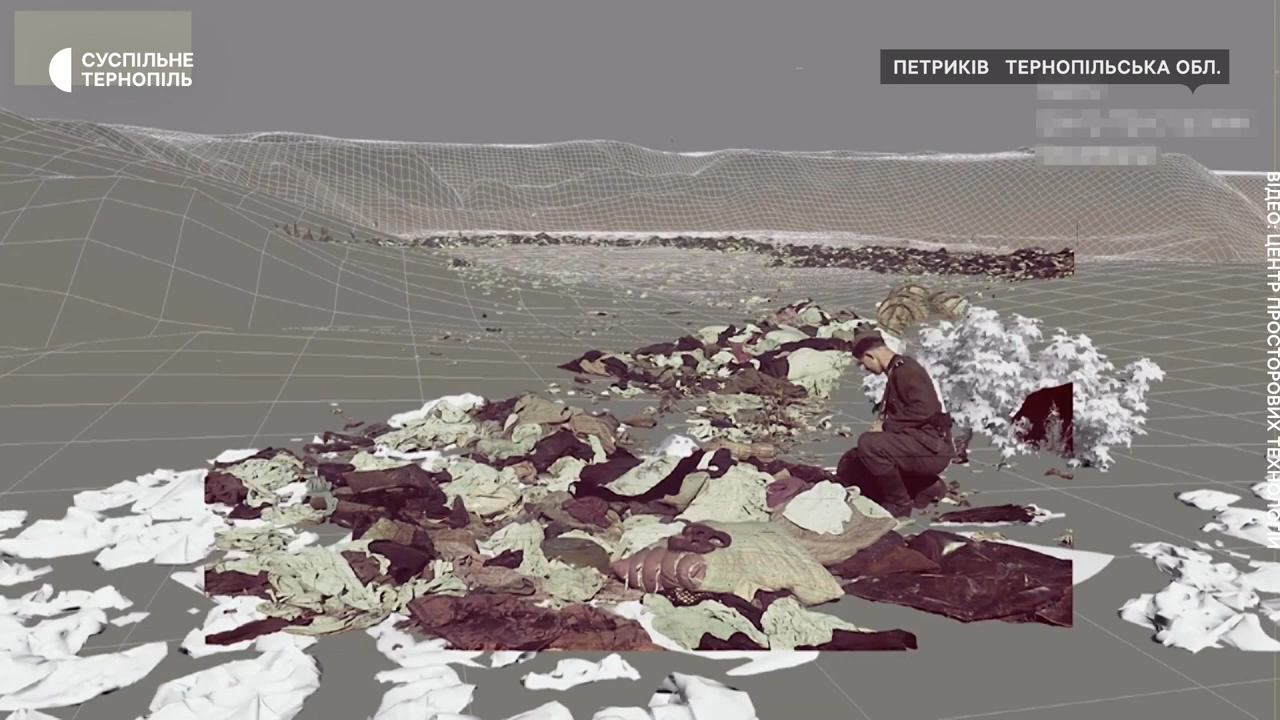 СУСПІЛЬНЕ
ТЕРНОПІЛЬ
ПЕТРИКІВ ТЕРНОПІЛЬСЬКА ОБЛ.
ВІДЕО: ЦЕНТР ПРОСТОРОВИХ ТЕХНОЛОГІЙ